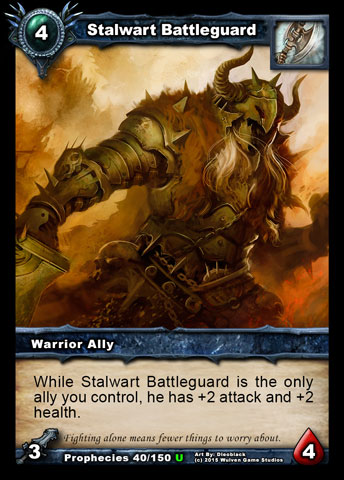 4
Stalwart Battleguard
Warrior Ally
While Stalwart Battleguard is the only
ally you control, he has +2 attack and +2
health.
Fighting alone means fewer things to worry about.
3
Prophecies 40/150 U
Art By: Dleoblack
(c) 2015 Wulven Game Studios
4